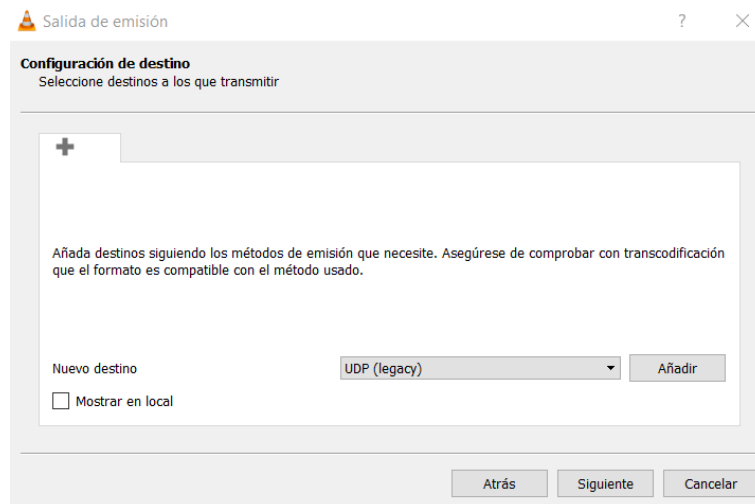 Salida de emisión
Configuración de destino
Seleccione destinos a los que transmitir
Añada destinos siguiendo los métodos de emisión que necesite. Asegúrese de comprobar con transcodificación
que el formato es compatible con el método usado.
Nuevo destino
UDP (legacy)
Añadir
Mostrar en local
Atrás
Siguiente
Cancelar